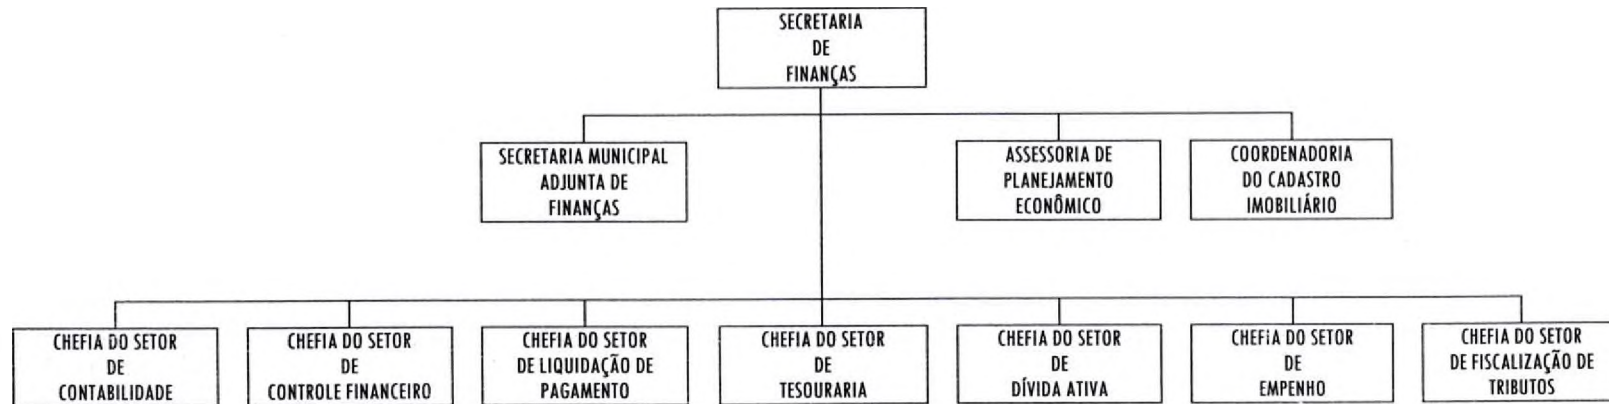 SECRETARIA
DE
FINANÇAS
SECRETARIA MUNICIPAL
ADJUNTA DE
FINANÇAS
ASSESSORIA DE
PLANEJAMENTO
ECONÔMICO
COORDENADORIA
DO CADASTRO
IMOBILIÁRIO
CHEFIA DO SETOR
DE
CONTABILIDADE
CHEFIA DO SETOR
DE
CONTROLE FINANCEIRO
CHEFIA DO SETOR
DE LIQUIDAÇÃO DE
PAGAMENTO
CHEFIA DO SETOR
DE
TESOURARIA
CHEFIA DO SETOR
DE
DÍVIDA ATIVA
CHEFIA DO SETOR
DE
EMPENHO
CHEFIA DO SETOR
DE FISCALIZAÇÃO DE
TRIBUTOS